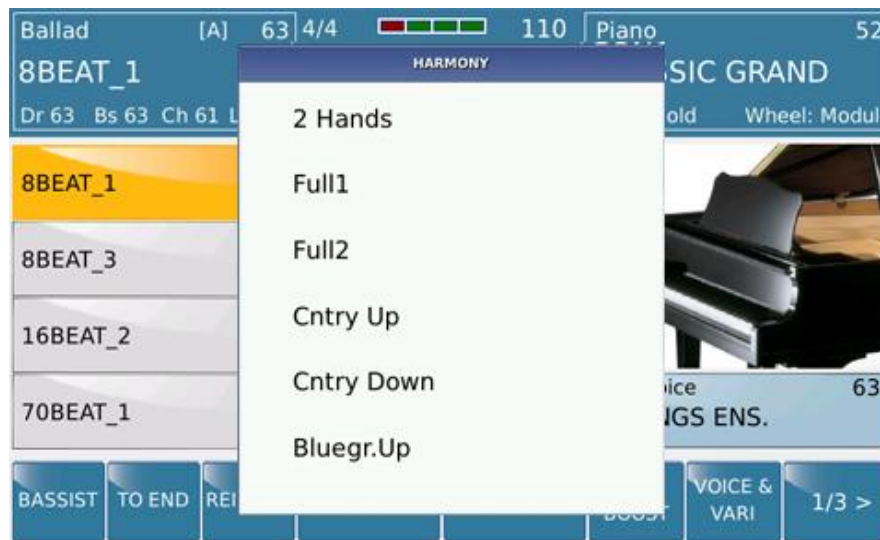 Ballad [A] 63 4/4 110 Piano 52
8BEAT_1
SIC GRAND
Dr 63 Bs 63 Ch 61 L
old Wheel: Modul
HARMONY
2 Hands
Full1
Full2
Cntry Up
Cntry Down
Bluegr.Up
8BEAT_1
8BEAT_3
16BEAT_2
70BEAT_1
oice 63
NGS ENS.
BASSIST
TO END
REI
VOICE &
VARI
1/3 >